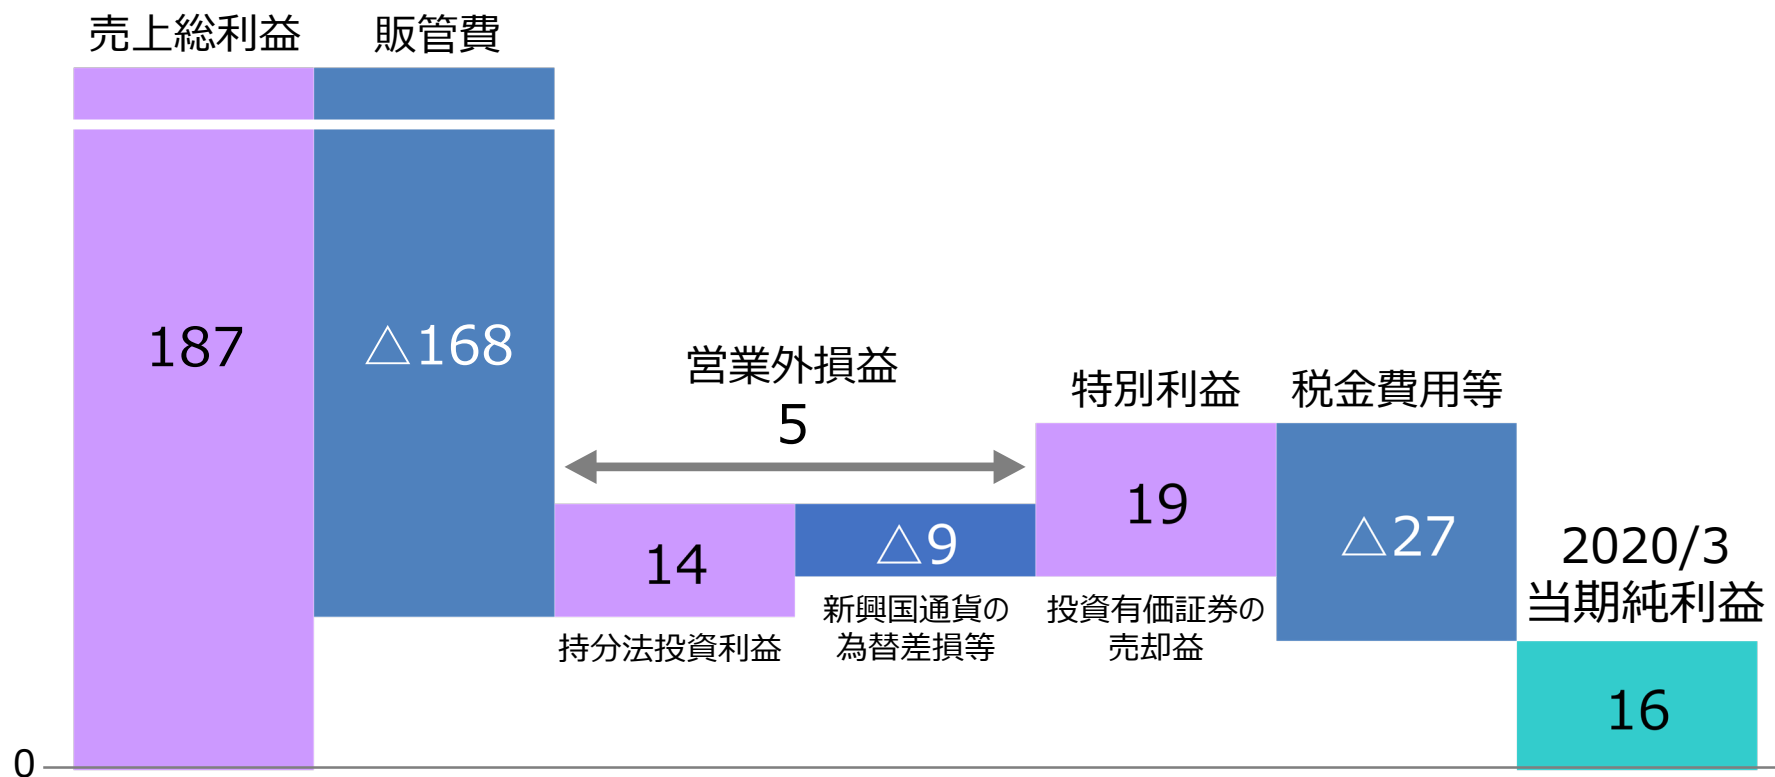 売上総利益
販管費
187
△168
営業外損益
5
14
△9
持分法投資利益
新興国通貨の
為替差損等
特別利益
19
投資有価証券の
売却益
税金費用等
△27
2020/3
当期純利益
16
0